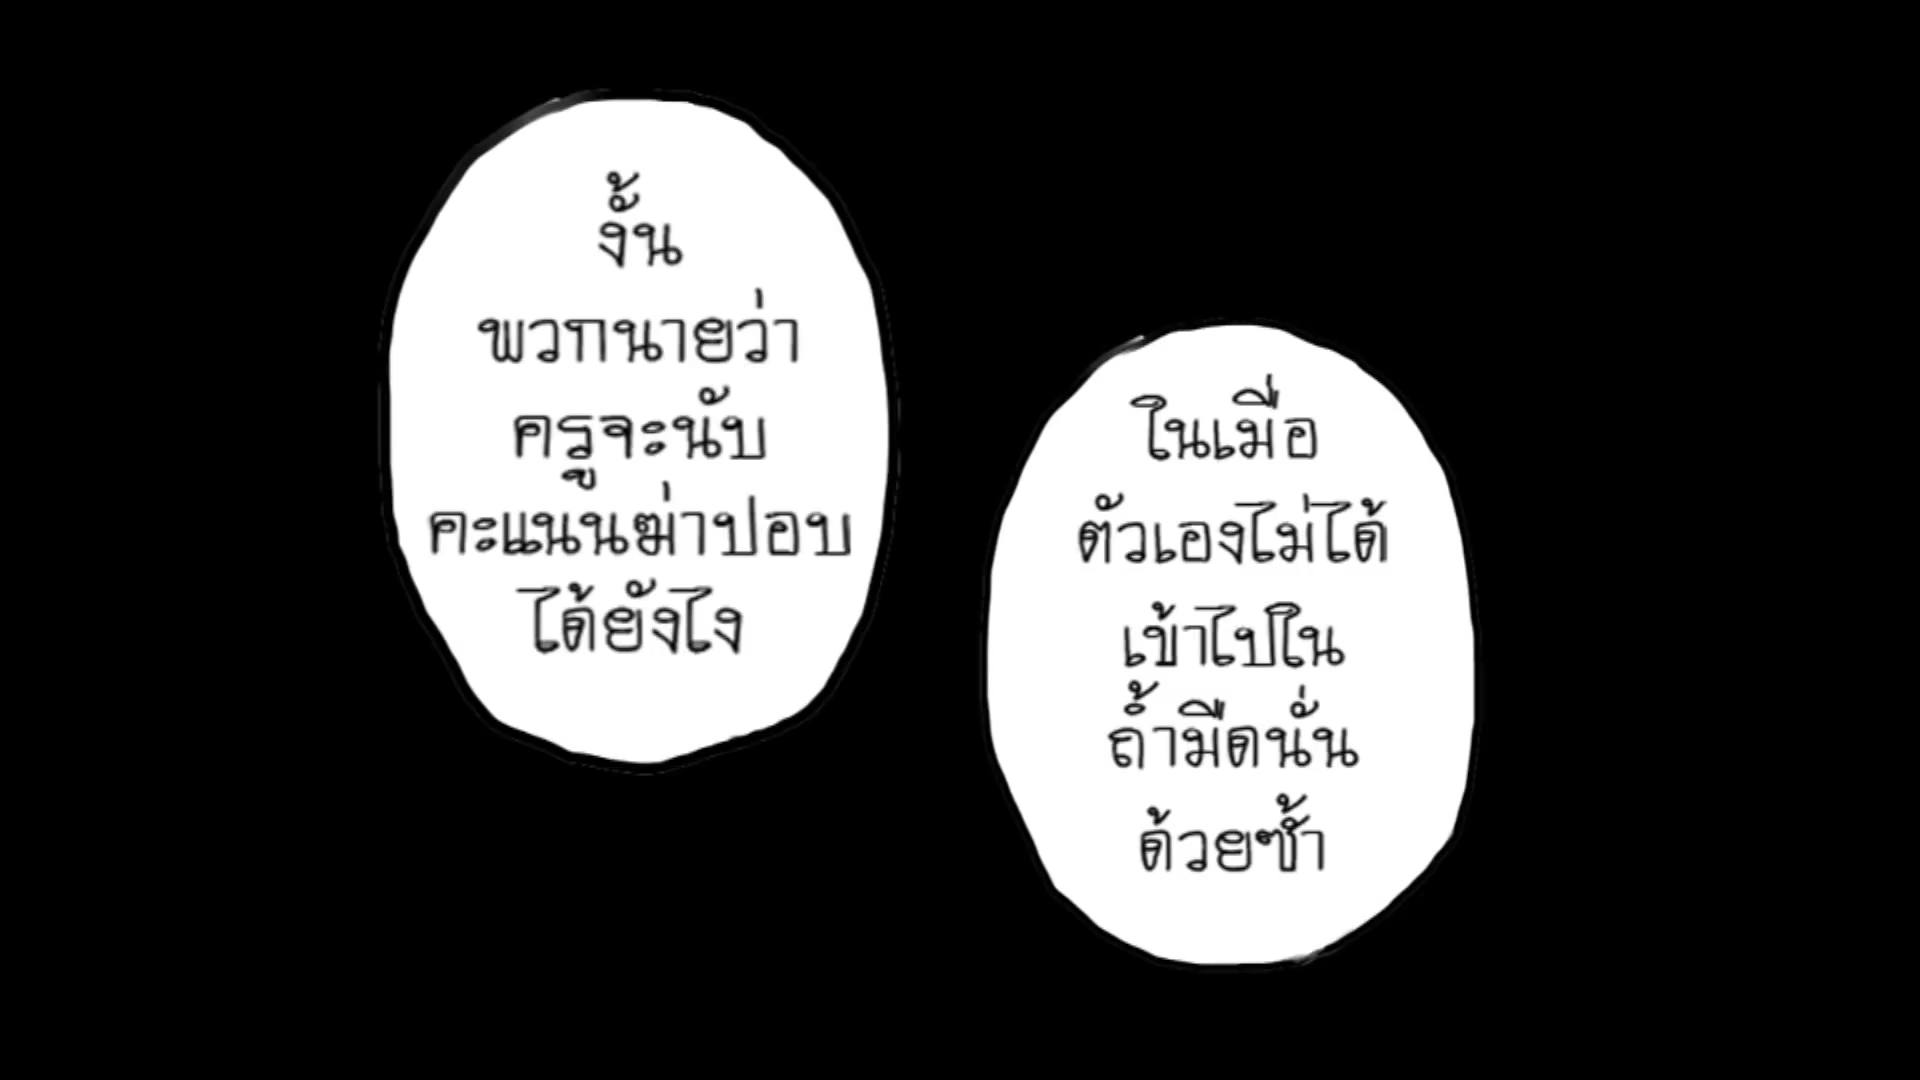 งั้น
พวกนายว่า
ครูจะนับ
คะแนนฆ่าปอบ
ได้ยังไง
ในเมื่อ
ตัวเองไม่ได้
เข้าไปใน
ถ้ำมืดนั่น
ด้วยซ้ำ